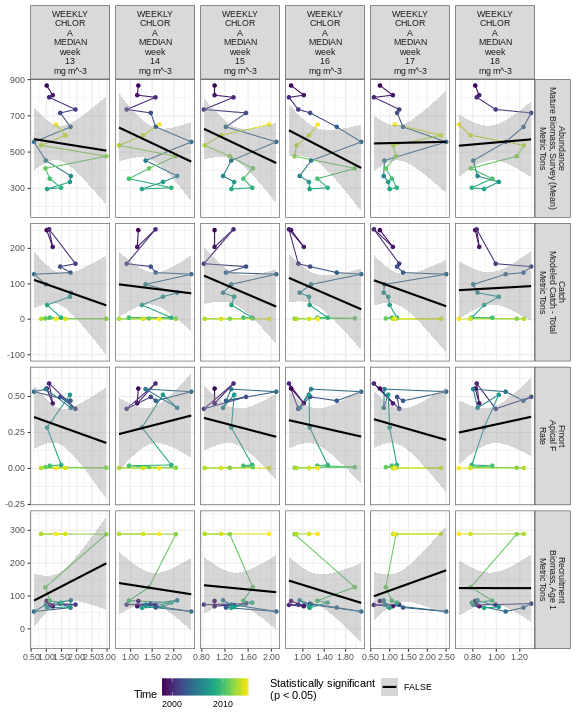 WEEKLY
CHLOR
A
MEDIAN
week
13
mg m^-3
WEEKLY
CHLOR
A
MEDIAN
week
14
mg m^-3
WEEKLY
CHLOR
A
MEDIAN
week
15
mg m^-3
WEEKLY
CHLOR
A
MEDIAN
week
16
mg m^-3
WEEKLY
CHLOR
A
MEDIAN
week
17
mg m^-3
WEEKLY
CHLOR
A
MEDIAN
week
18
mg m^-3
900
700
500
300
Abundance
Mature Biomass, Survey (Mean)
Metric Tons
200
100
0
-100
Catch
Modeled Catch - Total
Metric Tons
0.50
0.25
0.00
-0.25
Fmort
Apical F
Rate
300
200
100
0
Recruitment
Biomass, Age 1
Metric Tons
0.50 1.00 1.50 2.00 2.50 3.00
1.00 1.50 2.00
0.80 1.20 1.60 2.00
1.00 1.40 1.80
0.50 1.00 1.50 2.00 2.50
0.80 1.00 1.20
Time
2000 2010
Statistically significant
(p < 0.05)
FALSE